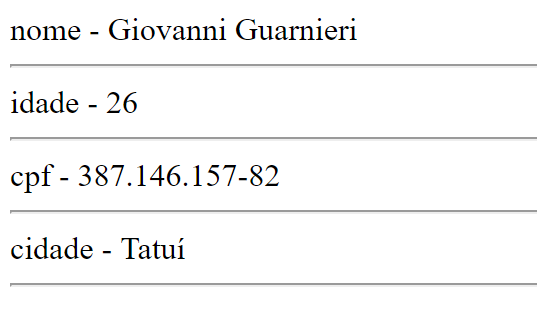 nome - Giovanni Guarnieri
idade - 26
cpf - 387.146.157-82
cidade - Tatuí